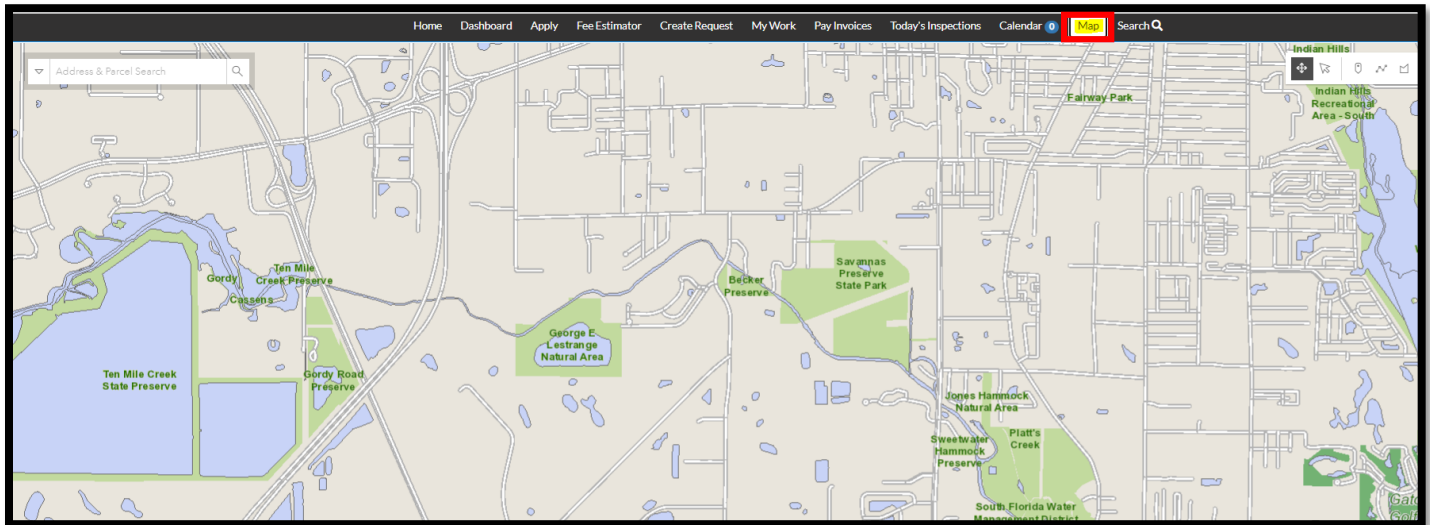 Home Dashboard Apply Fee Estimator Create Request My Work Pay Invoices Today's Inspections Calendar 0 Map Search
Address & Parcel Search
Indian Hills
Indian Hills
Recreational
Area - South
Fairway Park
Savannas
Preserve
State Park
Ten Mile
Creek Preserve
Gordy
Cassens
Becker
Preserve
George E
Lestrange
Natural Area
Ten Mile Creek
State Preserve
Gordy Road
Preserve
Jones Hammock
Natural Area
Platt's
Creek
Sweetwater
Hammock
Preserve
South Florida Water
Management District